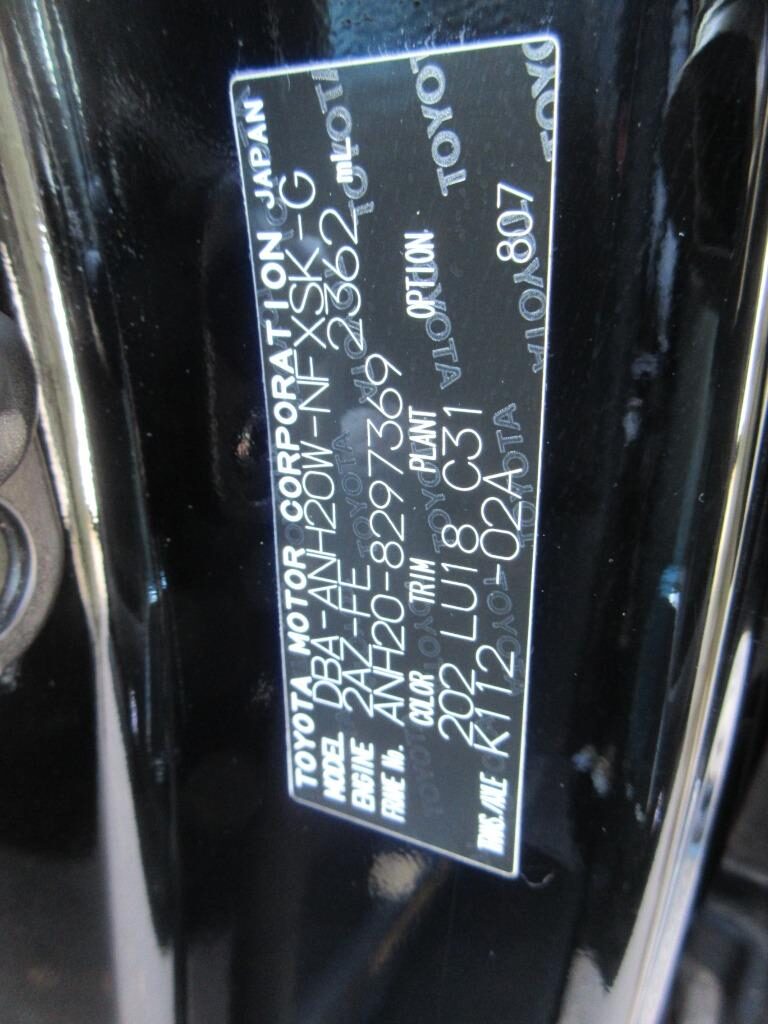 TOYOTA MOTOR CORPORATION JAPAN
MODEL DBA-ANH20W-NFXSK-G
ENGINE 2AZ-FE 2362 mL
FRAME No. ANH20-8297369
COLOR TRIM PLANT OPTION
202 LU18 C31
TRANS./AXLE K112 -02A 807